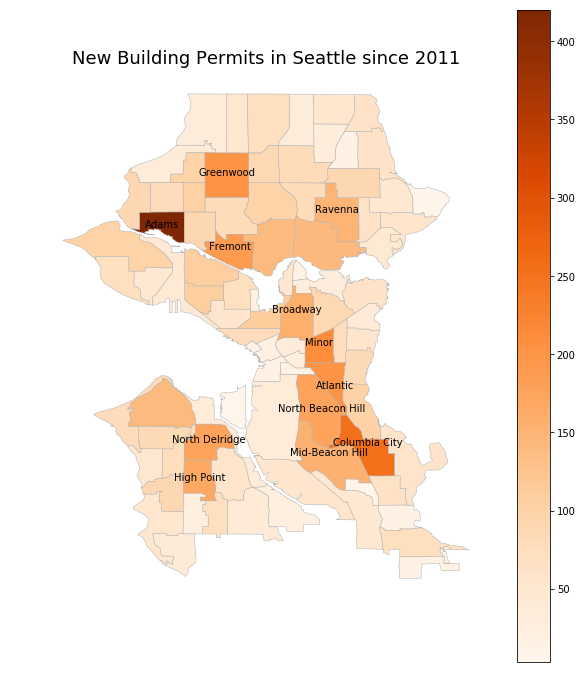 New Building Permits in Seattle since 2011
Greenwood
Ravenna
Adams
Fremont
Broadway
Minor
Atlantic
North Beacon Hill
North Delridge
Columbia City
Mid-Beacon Hill
High Point
400
350
300
250
200
150
100
50